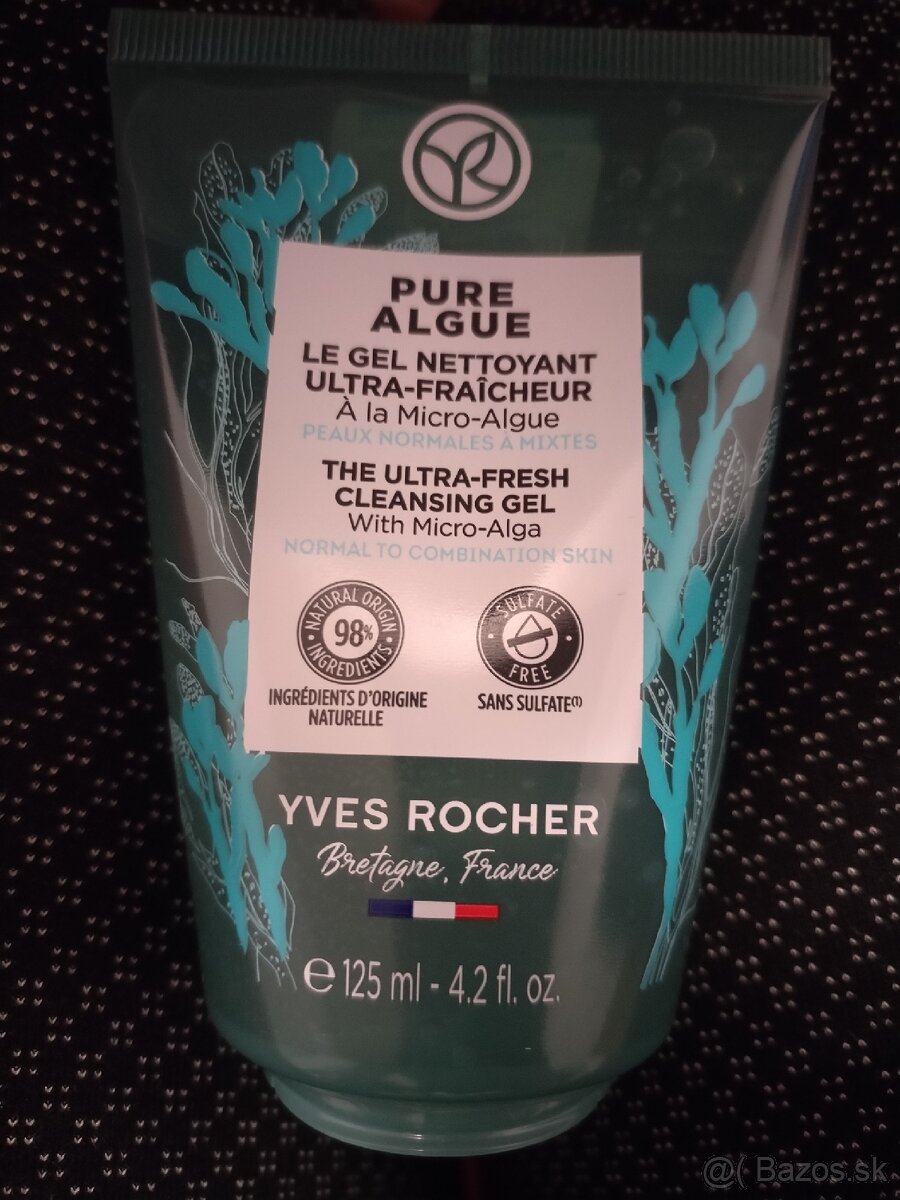 YR
PURE
ALGUE
LE GEL NETTOYANT
ULTRA-FRAÎCHEUR
À la Micro-Algue
PEAUX NORMALES À MIXTES
THE ULTRA-FRESH
CLEANSING GEL
With Micro-Alga
NORMAL TO COMBINATION SKIN
NATURAL ORIGIN
98%
INGREDIENTS
INGRÉDIENTS D'ORIGINE
NATURELLE
SULFATE
FREE
SANS SULFATE(1)
YVES ROCHER
Bretagne, France
e 125 ml - 4.2 fl. oz.
@( Bazos.sk